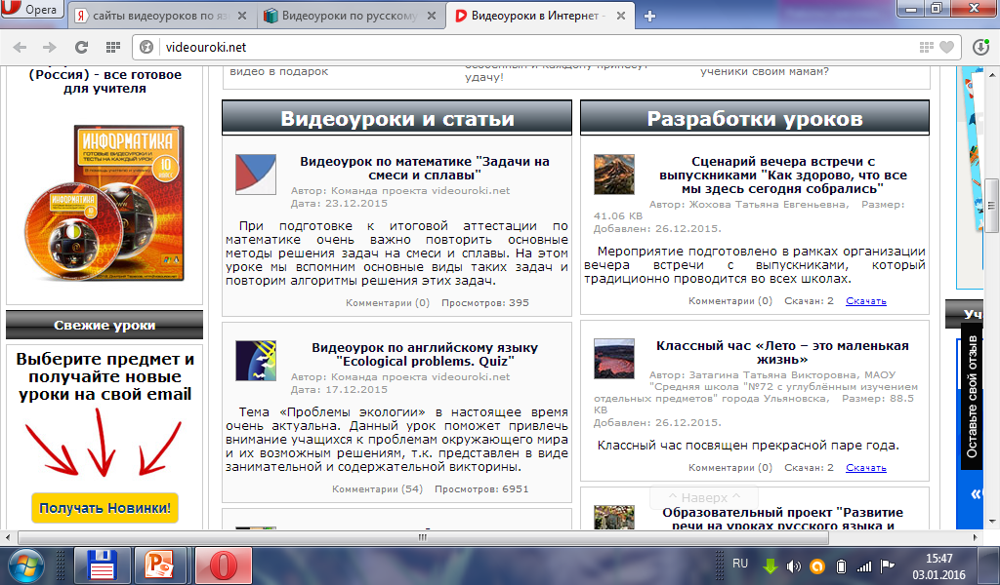 Opera
сайты видеоуроков по яз
Видеоуроки по русскому
Видеоуроки в Интернет -
videouroki.net
(Россия) - все готовое
для учителя
ИНФОРМАТИКА
10
ИНФОРМАТИКА
Свежие уроки
Выберите предмет и
получайте новые
уроки на свой email
Получать Новинки!
видео в подарок
удачу!
ученики своим мамам?
Видеоуроки и статьи
Видеоурок по математике "Задачи на
смеси и сплавы"
Автор: Команда проекта videouroki.net
Дата: 23.12.2015
При подготовке к итоговой аттестации по
математике очень важно повторить основные
методы решения задач на смеси и сплавы. На этом
уроке мы вспомним основные виды таких задач и
повторим алгоритмы решения этих задач.
Комментарии (0) Просмотров: 395
Видеоурок по английскому языку
"Ecological problems. Quiz"
Автор: Команда проекта videouroki.net
Дата: 17.12.2015
Тема «Проблемы экологии» в настоящее время
очень актуальна. Данный урок поможет привлечь
внимание учащихся к проблемам окружающего мира
и их возможным решениям, т.к. представлен в виде
занимательной и содержательной викторины.
Комментарии (54) Просмотров: 6951
Разработки уроков
Сценарий вечера встречи с
выпускниками "Как здорово, что все
мы здесь сегодня собрались"
Автор: Жохова Татьяна Евгеньевна, Размер:
41.06 KB
Добавлен: 26.12.2015.
Мероприятие подготовлено в рамках организации
вечера встречи с выпускниками, который
традиционно проводится во всех школах.
Комментарии (0) Скачан: 2 Скачать
Классный час «Лето – это маленькая
жизнь»
Автор: Затагина Татьяна Викторовна, МАОУ
"Средняя школа "№72 с углублённым изучением
отдельных предметов" города Ульяновска, Размер: 88.5
KB
Добавлен: 26.12.2015.
Классный час посвящен прекрасной паре года.
Комментарии (0) Скачан: 2 Скачать
^ Наверх ^
Образовательный проект "Развитие
речи на уроках русского языка и
Уч
Оставьте свой отзыв
RU
15:47
03.01.2016